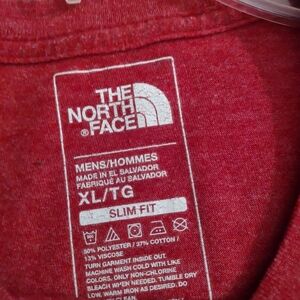 THE
NORTH
FACE
MENS/HOMMES
MADE IN EL SALVADOR
FABRIQUÉ AU SALVADOR
XL/TG
SLIM FIT
50% POLYESTER / 37% COTTON /
13% VISCOSE
TURN GARMENT INSIDE OUT.
MACHINE WASH COLD WITH LIKE
COLORS. ONLY NON-CHLORINE
BLEACH WHEN NEEDED. TUMBLE DRY
LOW. WARM IRON AS DESIRED. DO
CLEAN.